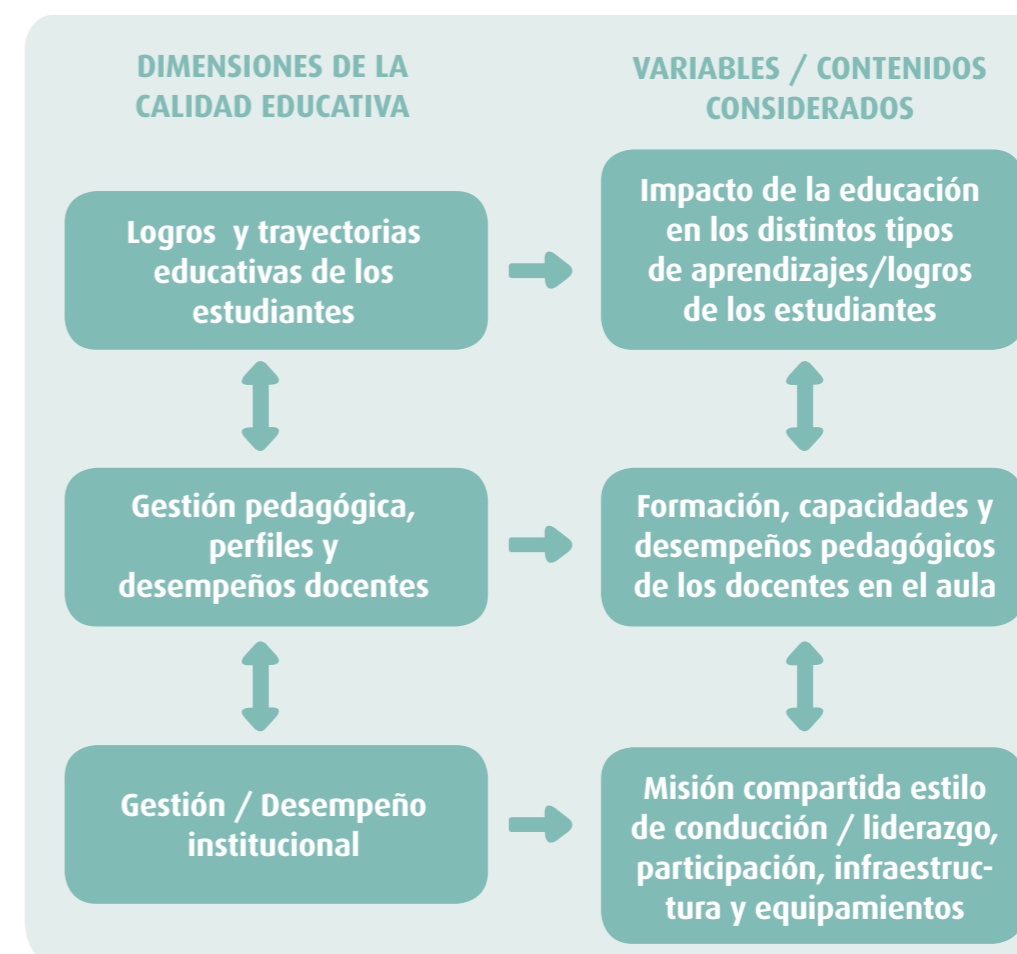 DIMENSIONES DE LA
CALIDAD EDUCATIVA
VARIABLES / CONTENIDOS
CONSIDERADOS
Logros y trayectorias
educativas de los
estudiantes
Impacto de la educación
en los distintos tipos
de aprendizajes/logros
de los estudiantes
Gestión pedagógica,
perfiles y
desempeños docentes
Formación, capacidades y
desempeños pedagógicos
de los docentes en el aula
Gestión / Desempeño
institucional
Misión compartida estilo
de conducción / liderazgo,
participación, infraestruc-
tura y equipamientos